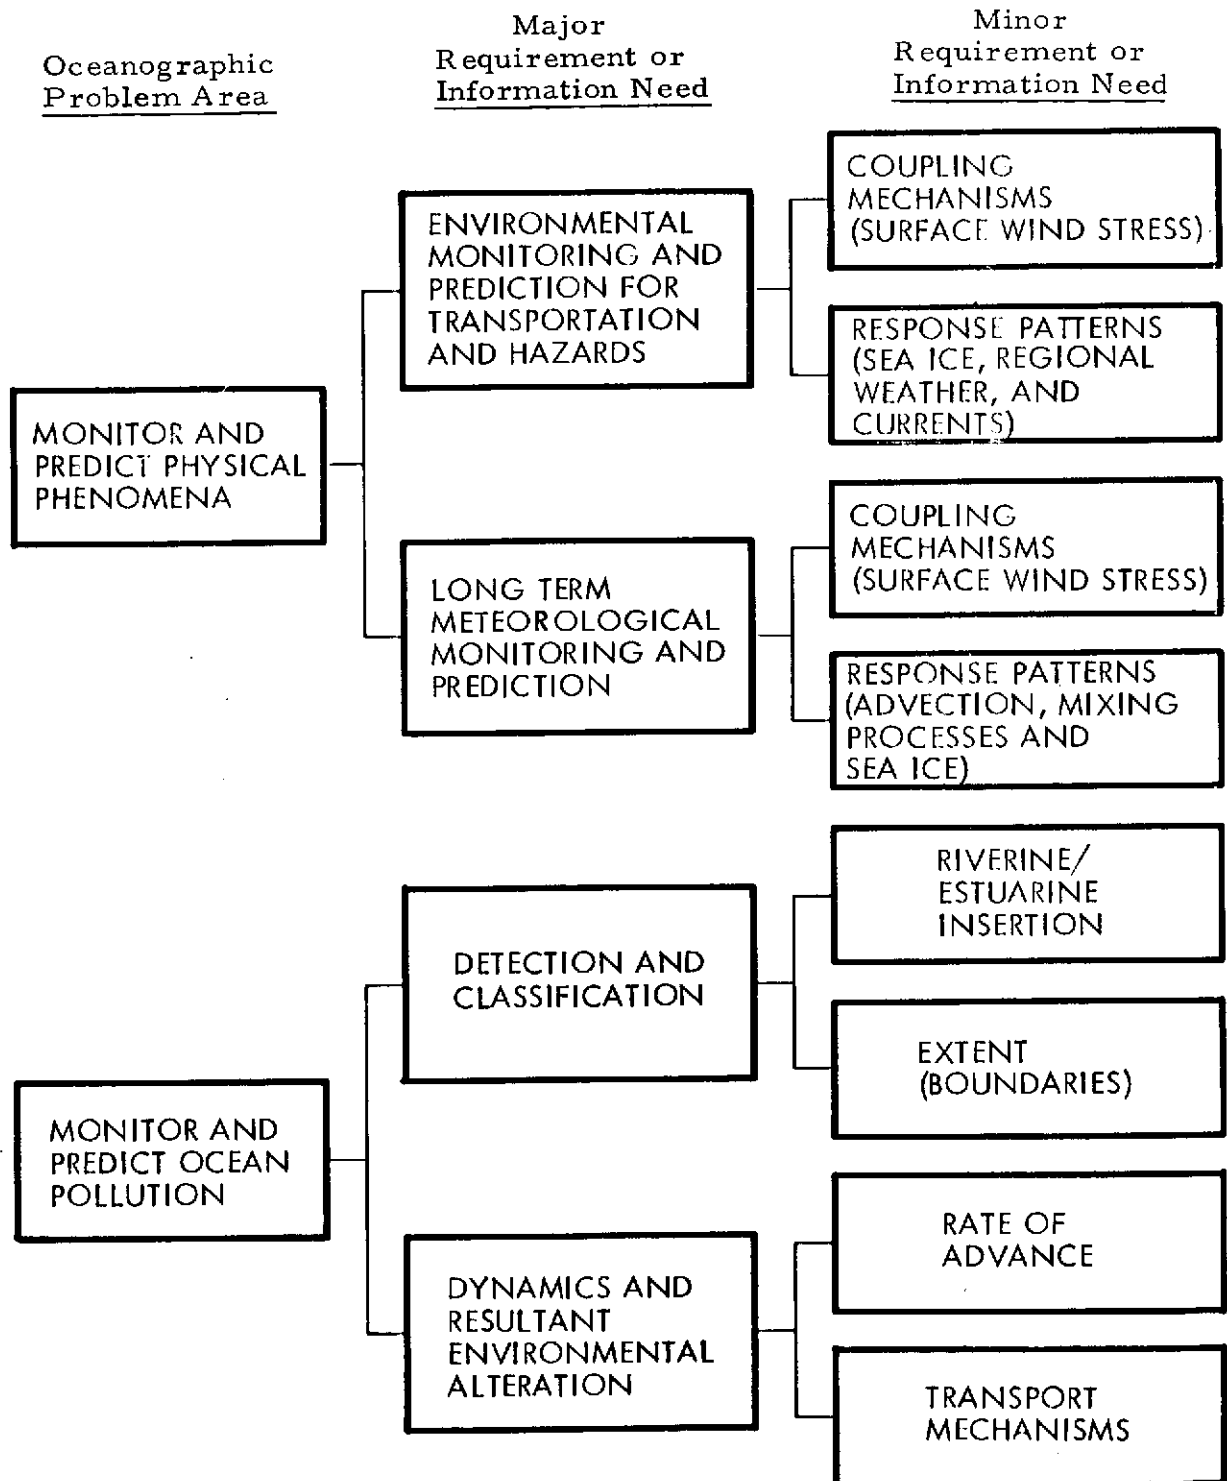 Oceanographic
Problem Area
Major
Requirement or
Information Need
Minor
Requirement or
Information Need
MONITOR AND
PREDICT PHYSICAL
PHENOMENA
ENVIRONMENTAL
MONITORING AND
PREDICTION FOR
TRANSPORTATION
AND HAZARDS
COUPLING
MECHANISMS
(SURFACE WIND STRESS)
RESPONSE PATTERNS
(SEA ICE, REGIONAL
WEATHER, AND
CURRENTS)
LONG TERM
METEOROLOGICAL
MONITORING AND
PREDICTION
COUPLING
MECHANISMS
(SURFACE WIND STRESS)
RESPONSE PATTERNS
(ADVECTION, MIXING
PROCESSES AND
SEA ICE)
MONITOR AND
PREDICT OCEAN
POLLUTION
DETECTION AND
CLASSIFICATION
RIVERINE/
ESTUARINE
INSERTION
EXTENT
(BOUNDARIES)
DYNAMICS AND
RESULTANT
ENVIRONMENTAL
ALTERATION
RATE OF
ADVANCE
TRANSPORT
MECHANISMS